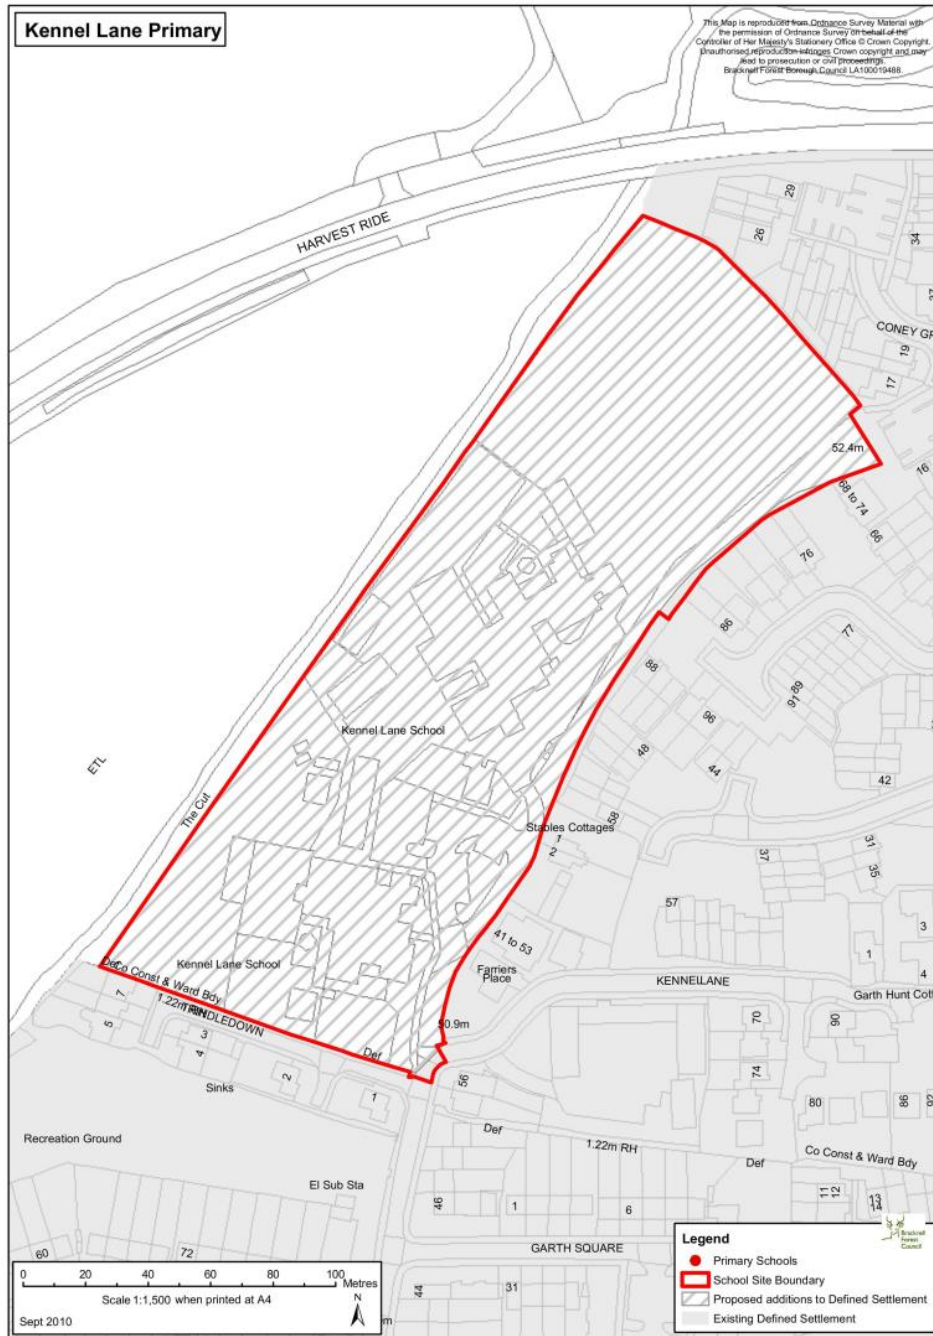 Kennel Lane Primary
This Map is reproduced from Ordnance Survey Material with
the permission of Ordnance Survey on behalf of the
Controller of Her Majesty's Stationery Office © Crown Copyright.
Unauthorised reproduction infringes Crown copyright and may
lead to prosecution or civil proceedings.
Bracknell Forest Borough Council LA100019488.
HARVEST RIDE
29
26
34
27
CONEY GR
19
17
52.4m
16
68 to 74
66
76
86
77
88
89
91
96
48
44
42
Kennel Lane School
ETL
The Cut
58
Stables Cottages
1
2
37
31
35
57
3
41 to 53
1
Kennel Lane School
Farriers
Place
KENNELLANE
4
Garth Hunt Cott
Def
Co Const & Ward Bdy
7
1.22m RH
TRINDLEDOWN
5
3
4
50.9m
70
90
Def
2
Sinks
1
56
74
80
86
92
Def
1.22m RH
Def
Co Const & Ward Bdy
Recreation Ground
El Sub Sta
46
1
6
11
12
13
14
60
72
GARTH SQUARE
44
31
0 20 40 60 80 100
Metres
Scale 1:1,500 when printed at A4
N
Sept 2010
Legend
Bracknell
Forest
Council
Primary Schools
School Site Boundary
Proposed additions to Defined Settlement
Existing Defined Settlement